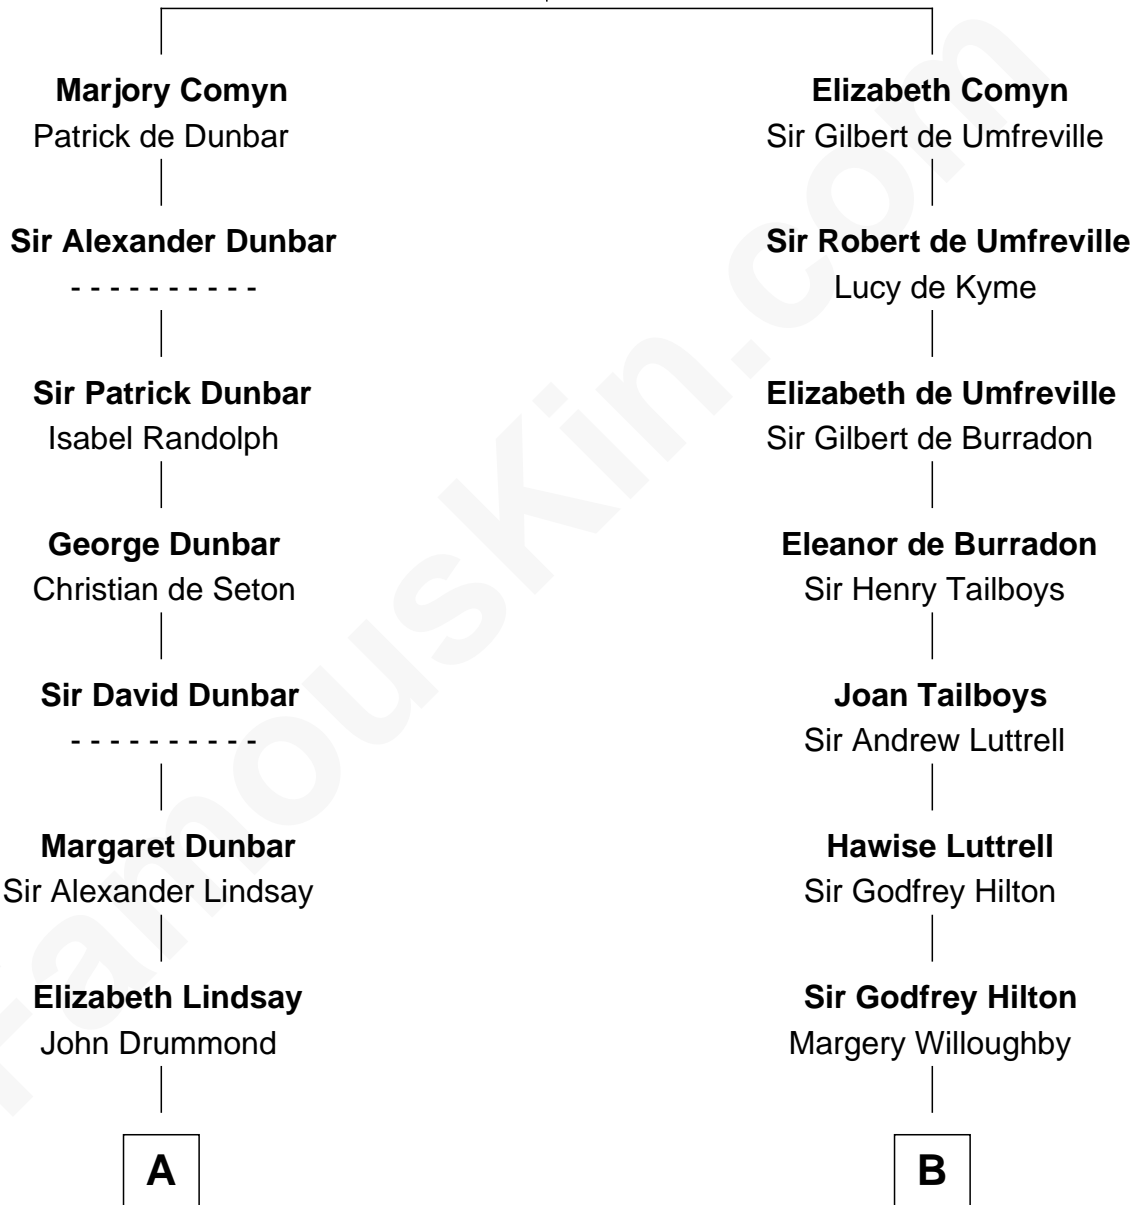 Marjory Comyn
Patrick de Dunbar
Sir Alexander Dunbar
- - - - - - - - - -
Sir Patrick Dunbar
Isabel Randolph
George Dunbar
Christian de Seton
Sir David Dunbar
- - - - - - - - - -
Margaret Dunbar
Sir Alexander Lindsay
Elizabeth Lindsay
John Drummond
A
Elizabeth Comyn
Sir Gilbert de Umfreville
Sir Robert de Umfreville
Lucy de Kyme
Elizabeth de Umfreville
Sir Gilbert de Burradon
Eleanor de Burradon
Sir Henry Tailboys
Joan Tailboys
Sir Andrew Luttrell
Hawise Luttrell
Sir Godfrey Hilton
Sir Godfrey Hilton
Margery Willoughby
B
FamousKin.com